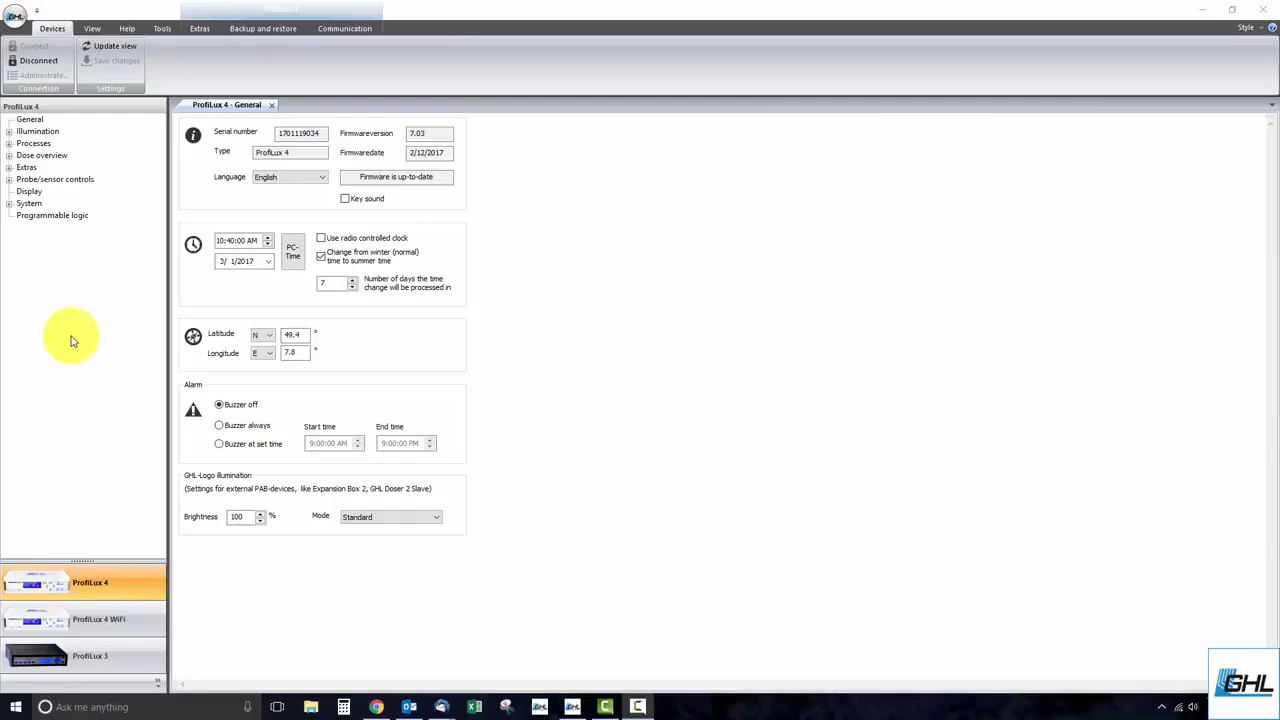 Devices View Help Tools Extras Backup and restore Communication Style
Connect Update view
Disconnect Save changes
Administrate...
Connection Settings
ProfiLux 4
General
Illumination
Processes
Dose overview
Extras
Probe/sensor controls
Display
System
Programmable logic
ProfiLux 4
ProfiLux 4 WiFi
ProfiLux 3
ProfiLux 4 - General
Serial number 1701119034 Firmwareversion 7.03
Type ProfiLux 4 Firmwaredate 2/12/2017
Language English Firmware is up-to-date
Key sound
10:40:00 AM PC-Time Use radio controlled clock
3/ 1/2017 Change from winter (normal)
time to summer time
7 Number of days the time
change will be processed in
Latitude N 49.4 °
Longitude E 7.8 °
Alarm
Buzzer off
Buzzer always Start time End time
Buzzer at set time 9:00:00 AM 9:00:00 PM
GHL-Logo illumination
(Settings for external PAB-devices, like Expansion Box 2, GHL Doser 2 Slave)
Brightness 100 % Mode Standard
GHL
Ask me anything